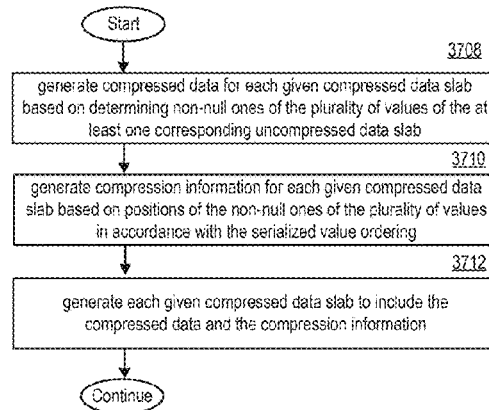 Start
3708
generate compressed data for each given compressed data slab
based on determining non-null ones of the plurality of values of the at
least one corresponding uncompressed data slab
3710
generate compression information for each given compressed data
slab based on positions of the non-null ones of the plurality of values
in accordance with the serialized value ordering
3712
generate each given compressed data slab to include the
compressed data and the compression information
Continue